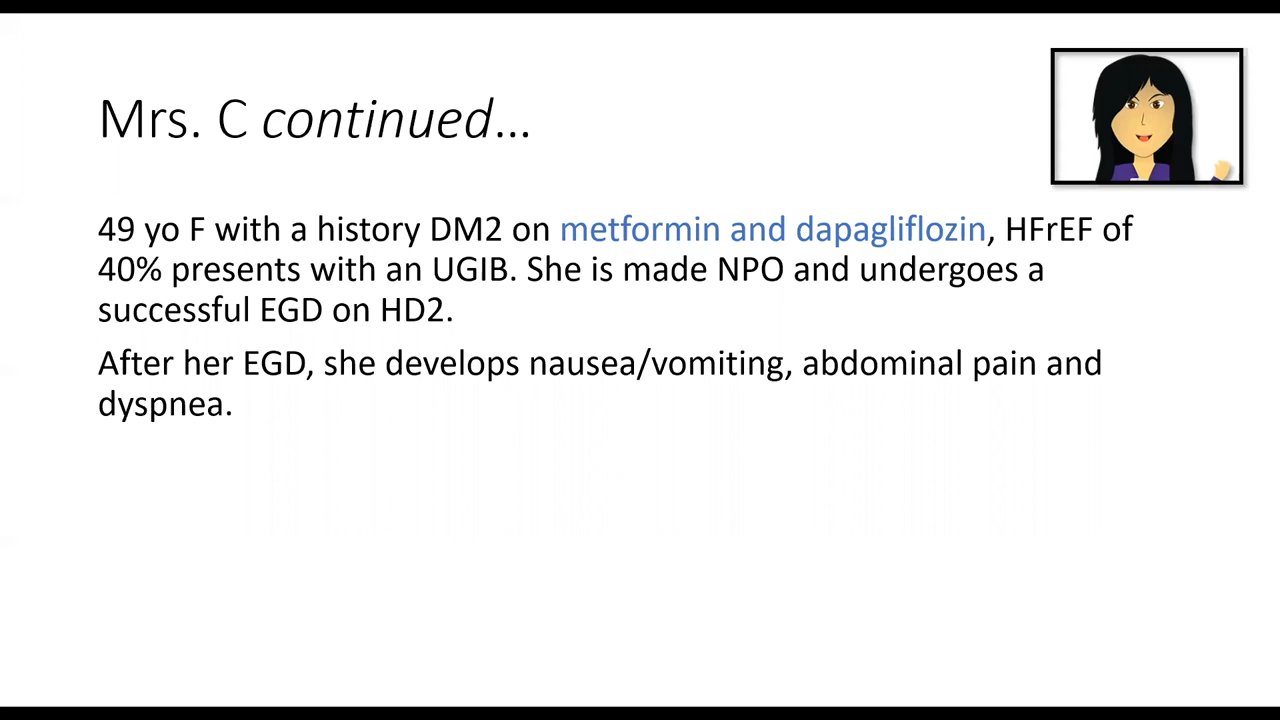 Mrs. C continued...
49 yo F with a history DM2 on metformin and dapagliflozin, HFrEF of
40% presents with an UGIB. She is made NPO and undergoes a
successful EGD on HD2.
After her EGD, she develops nausea/vomiting, abdominal pain and
dyspnea.